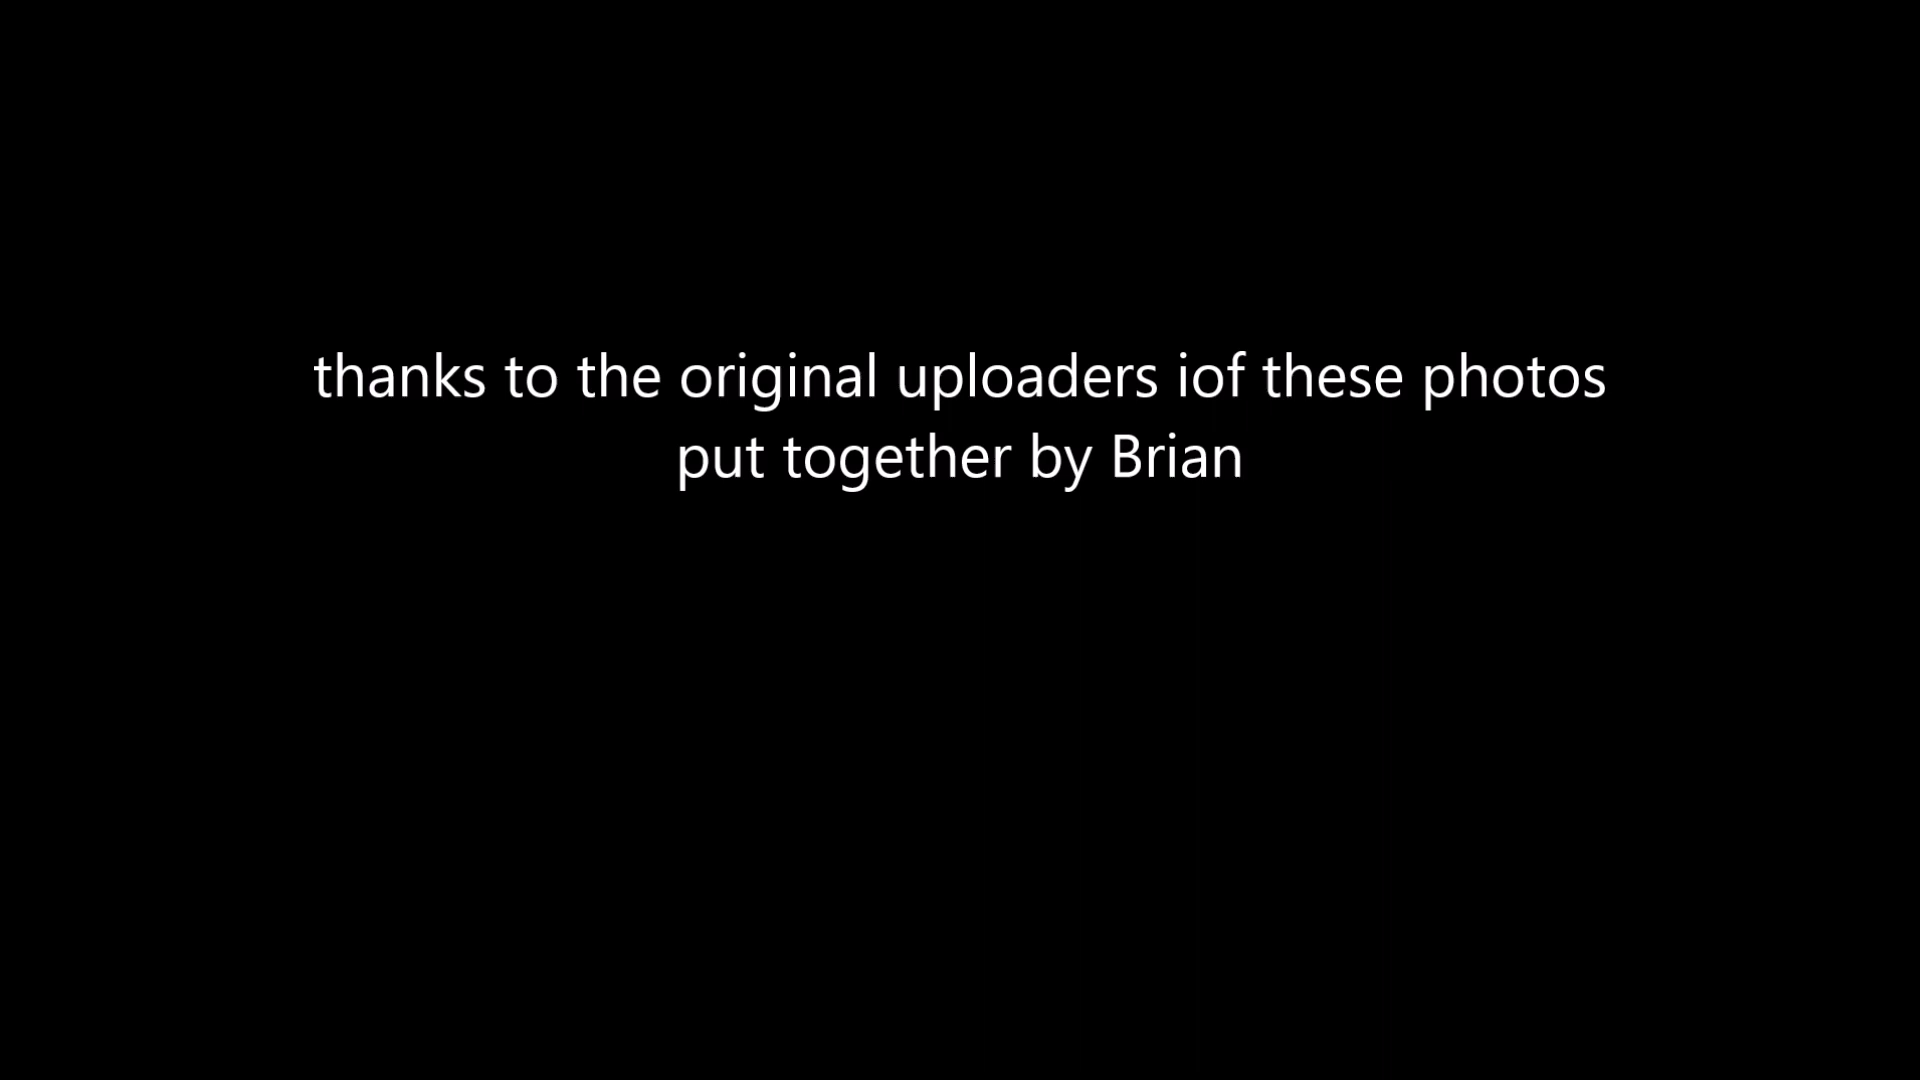 thanks to the original uploaders iof these photos
put together by Brian